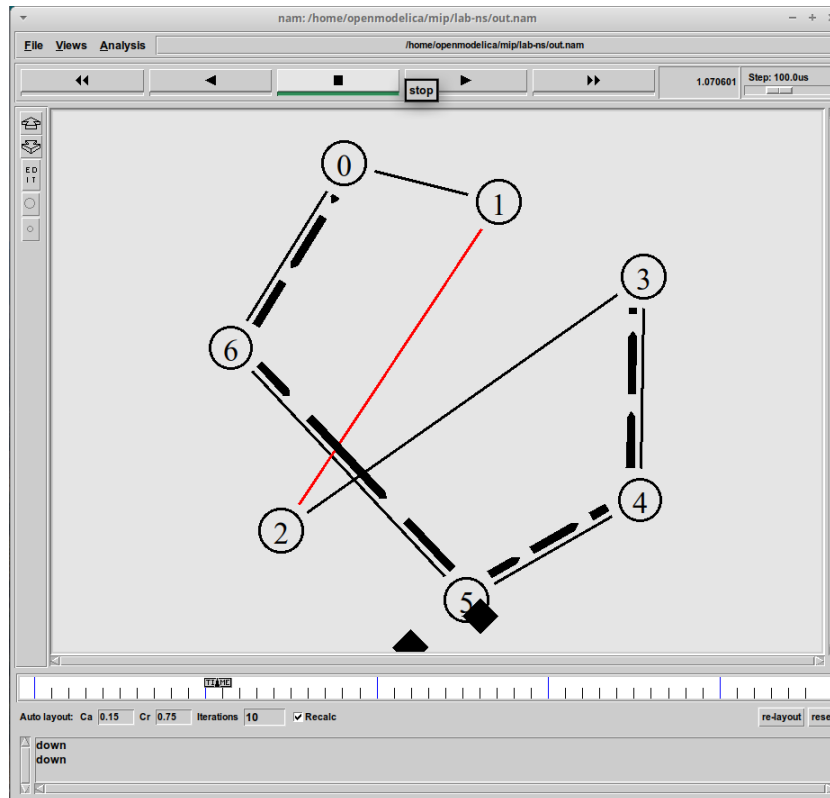 nam: /home/openmodelica/mip/lab-ns/out.nam
File Views Analysis /home/openmodelica/mip/lab-ns/out.nam
1.070601 Step: 100.0us
stop
ED
IT
0
1
3
6
4
2
5
TIME
Auto layout: Ca 0.15 Cr 0.75 Iterations 10 Recalc re-layout rese
down
down